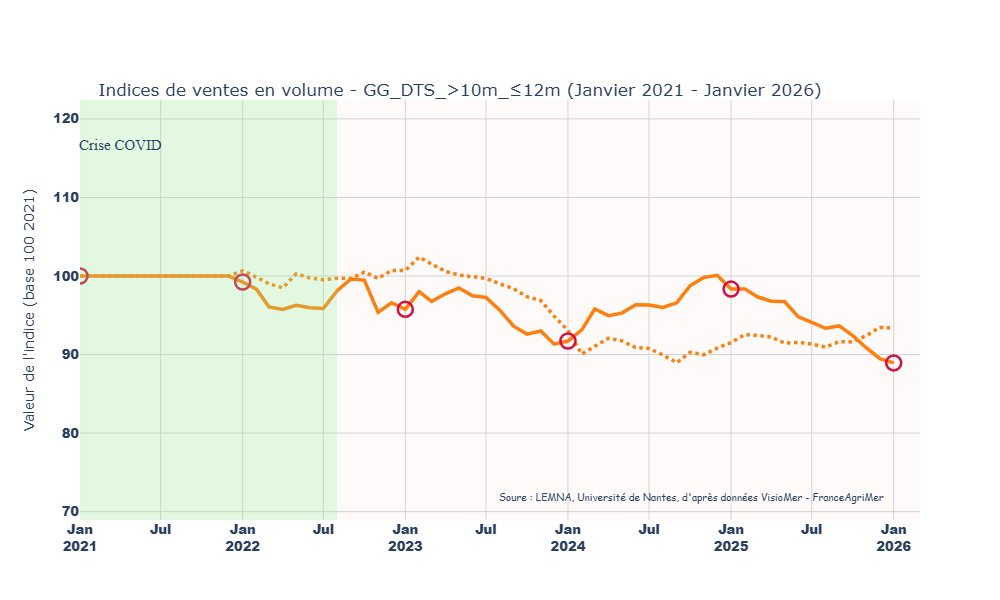 Indices de ventes en volume - GG_DTS_>10m_≤12m (Janvier 2021 - Janvier 2026)
120
Crise COVID
110
100
90
80
70
Valeur de l'indice (base 100 2021)
Soure : LEMNA, Université de Nantes, d'après données VisioMer - FranceAgriMer
Jan Jul Jan Jul Jan Jul Jan Jul Jan Jul Jan
2021 2022 2023 2024 2025 2026